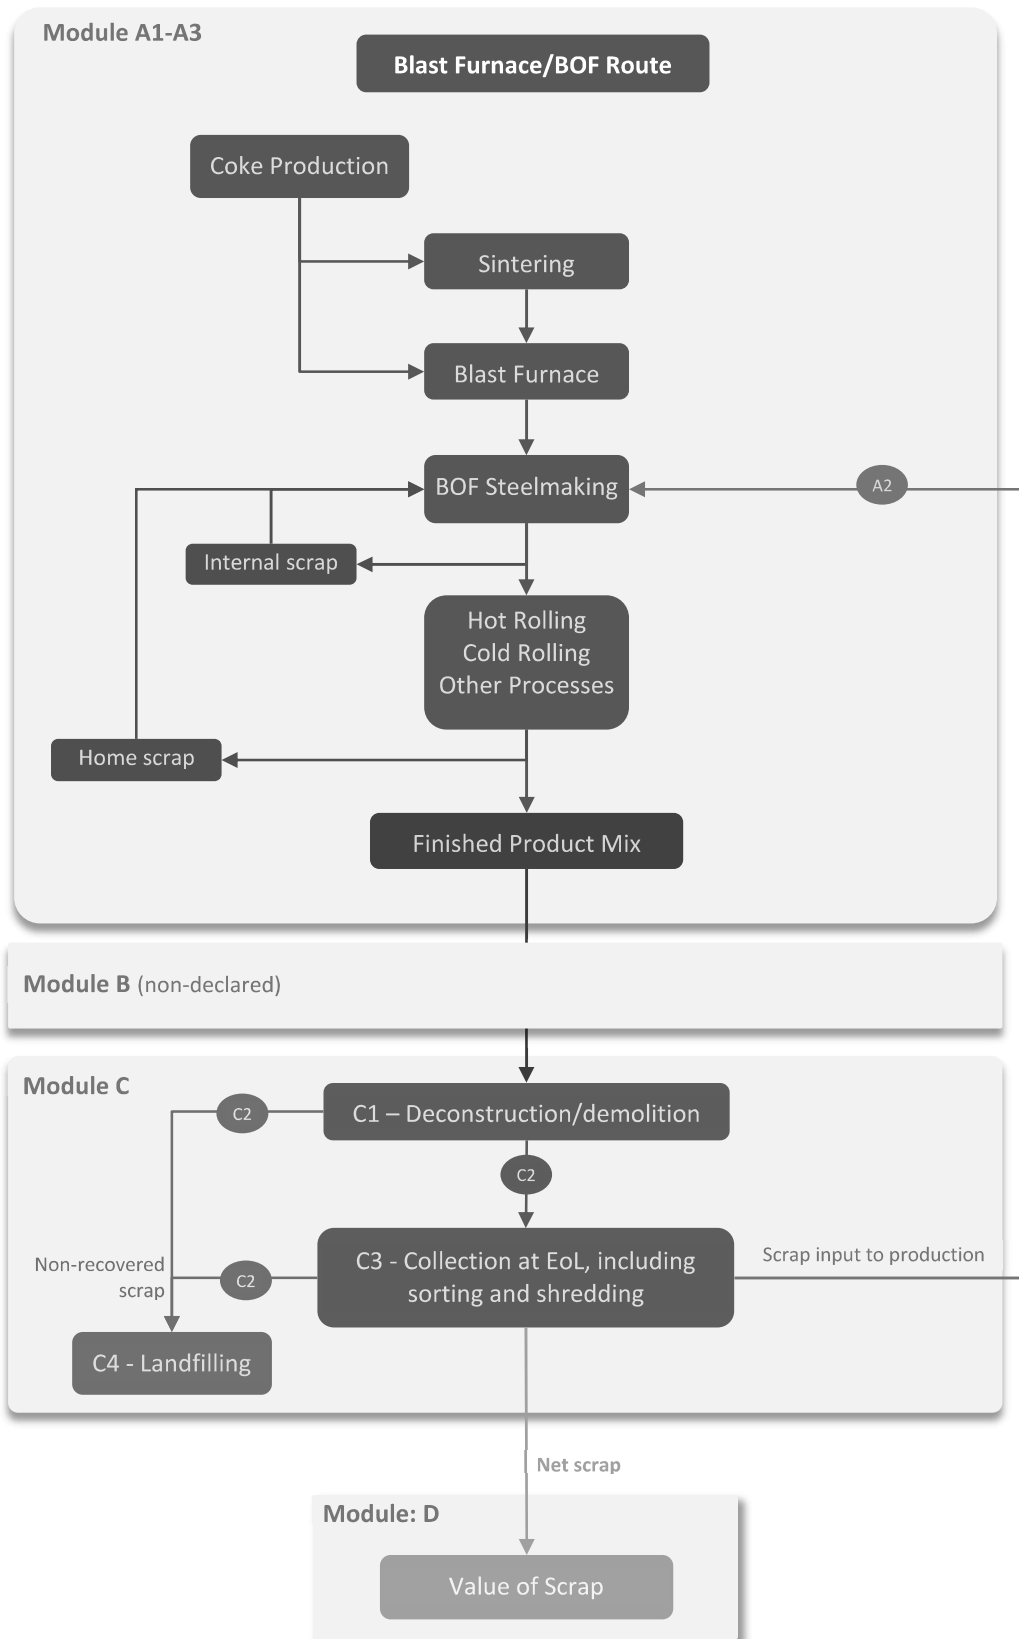 Module A1-A3
Blast Furnace/BOF Route
Coke Production
Sintering
Blast Furnace
BOF Steelmaking
A2
Internal scrap
Hot Rolling
Cold Rolling
Other Processes
Home scrap
Finished Product Mix
Module B (non-declared)
Module C
C1 – Deconstruction/demolition
C2
C2
C3 - Collection at EoL, including
sorting and shredding
Scrap input to production
Non-recovered
scrap
C2
C4 - Landfilling
Net scrap
Module: D
Value of Scrap